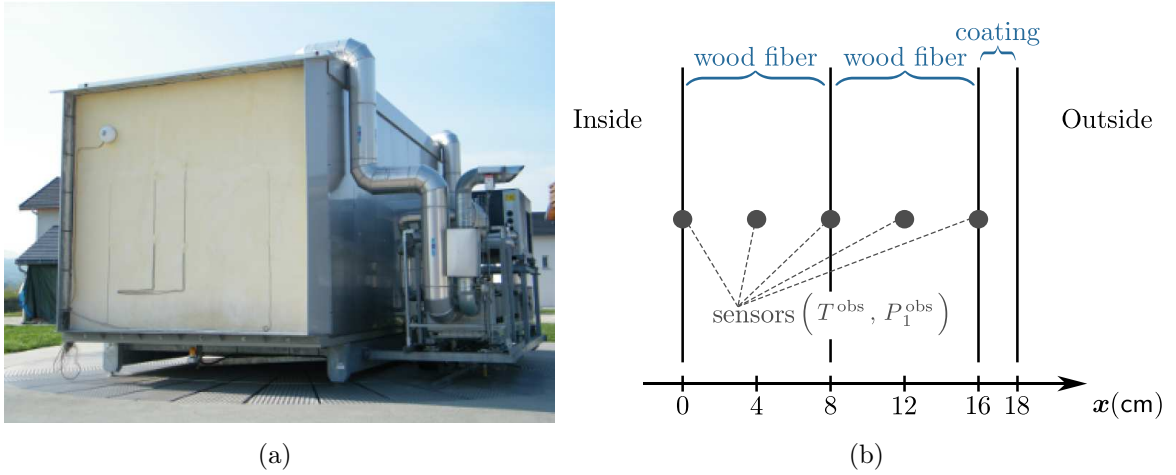 coating
wood fiber wood fiber
Inside Outside
sensors ( T^obs , P_1^obs )
0 4 8 12 16 18 x(cm)
(a) (b)